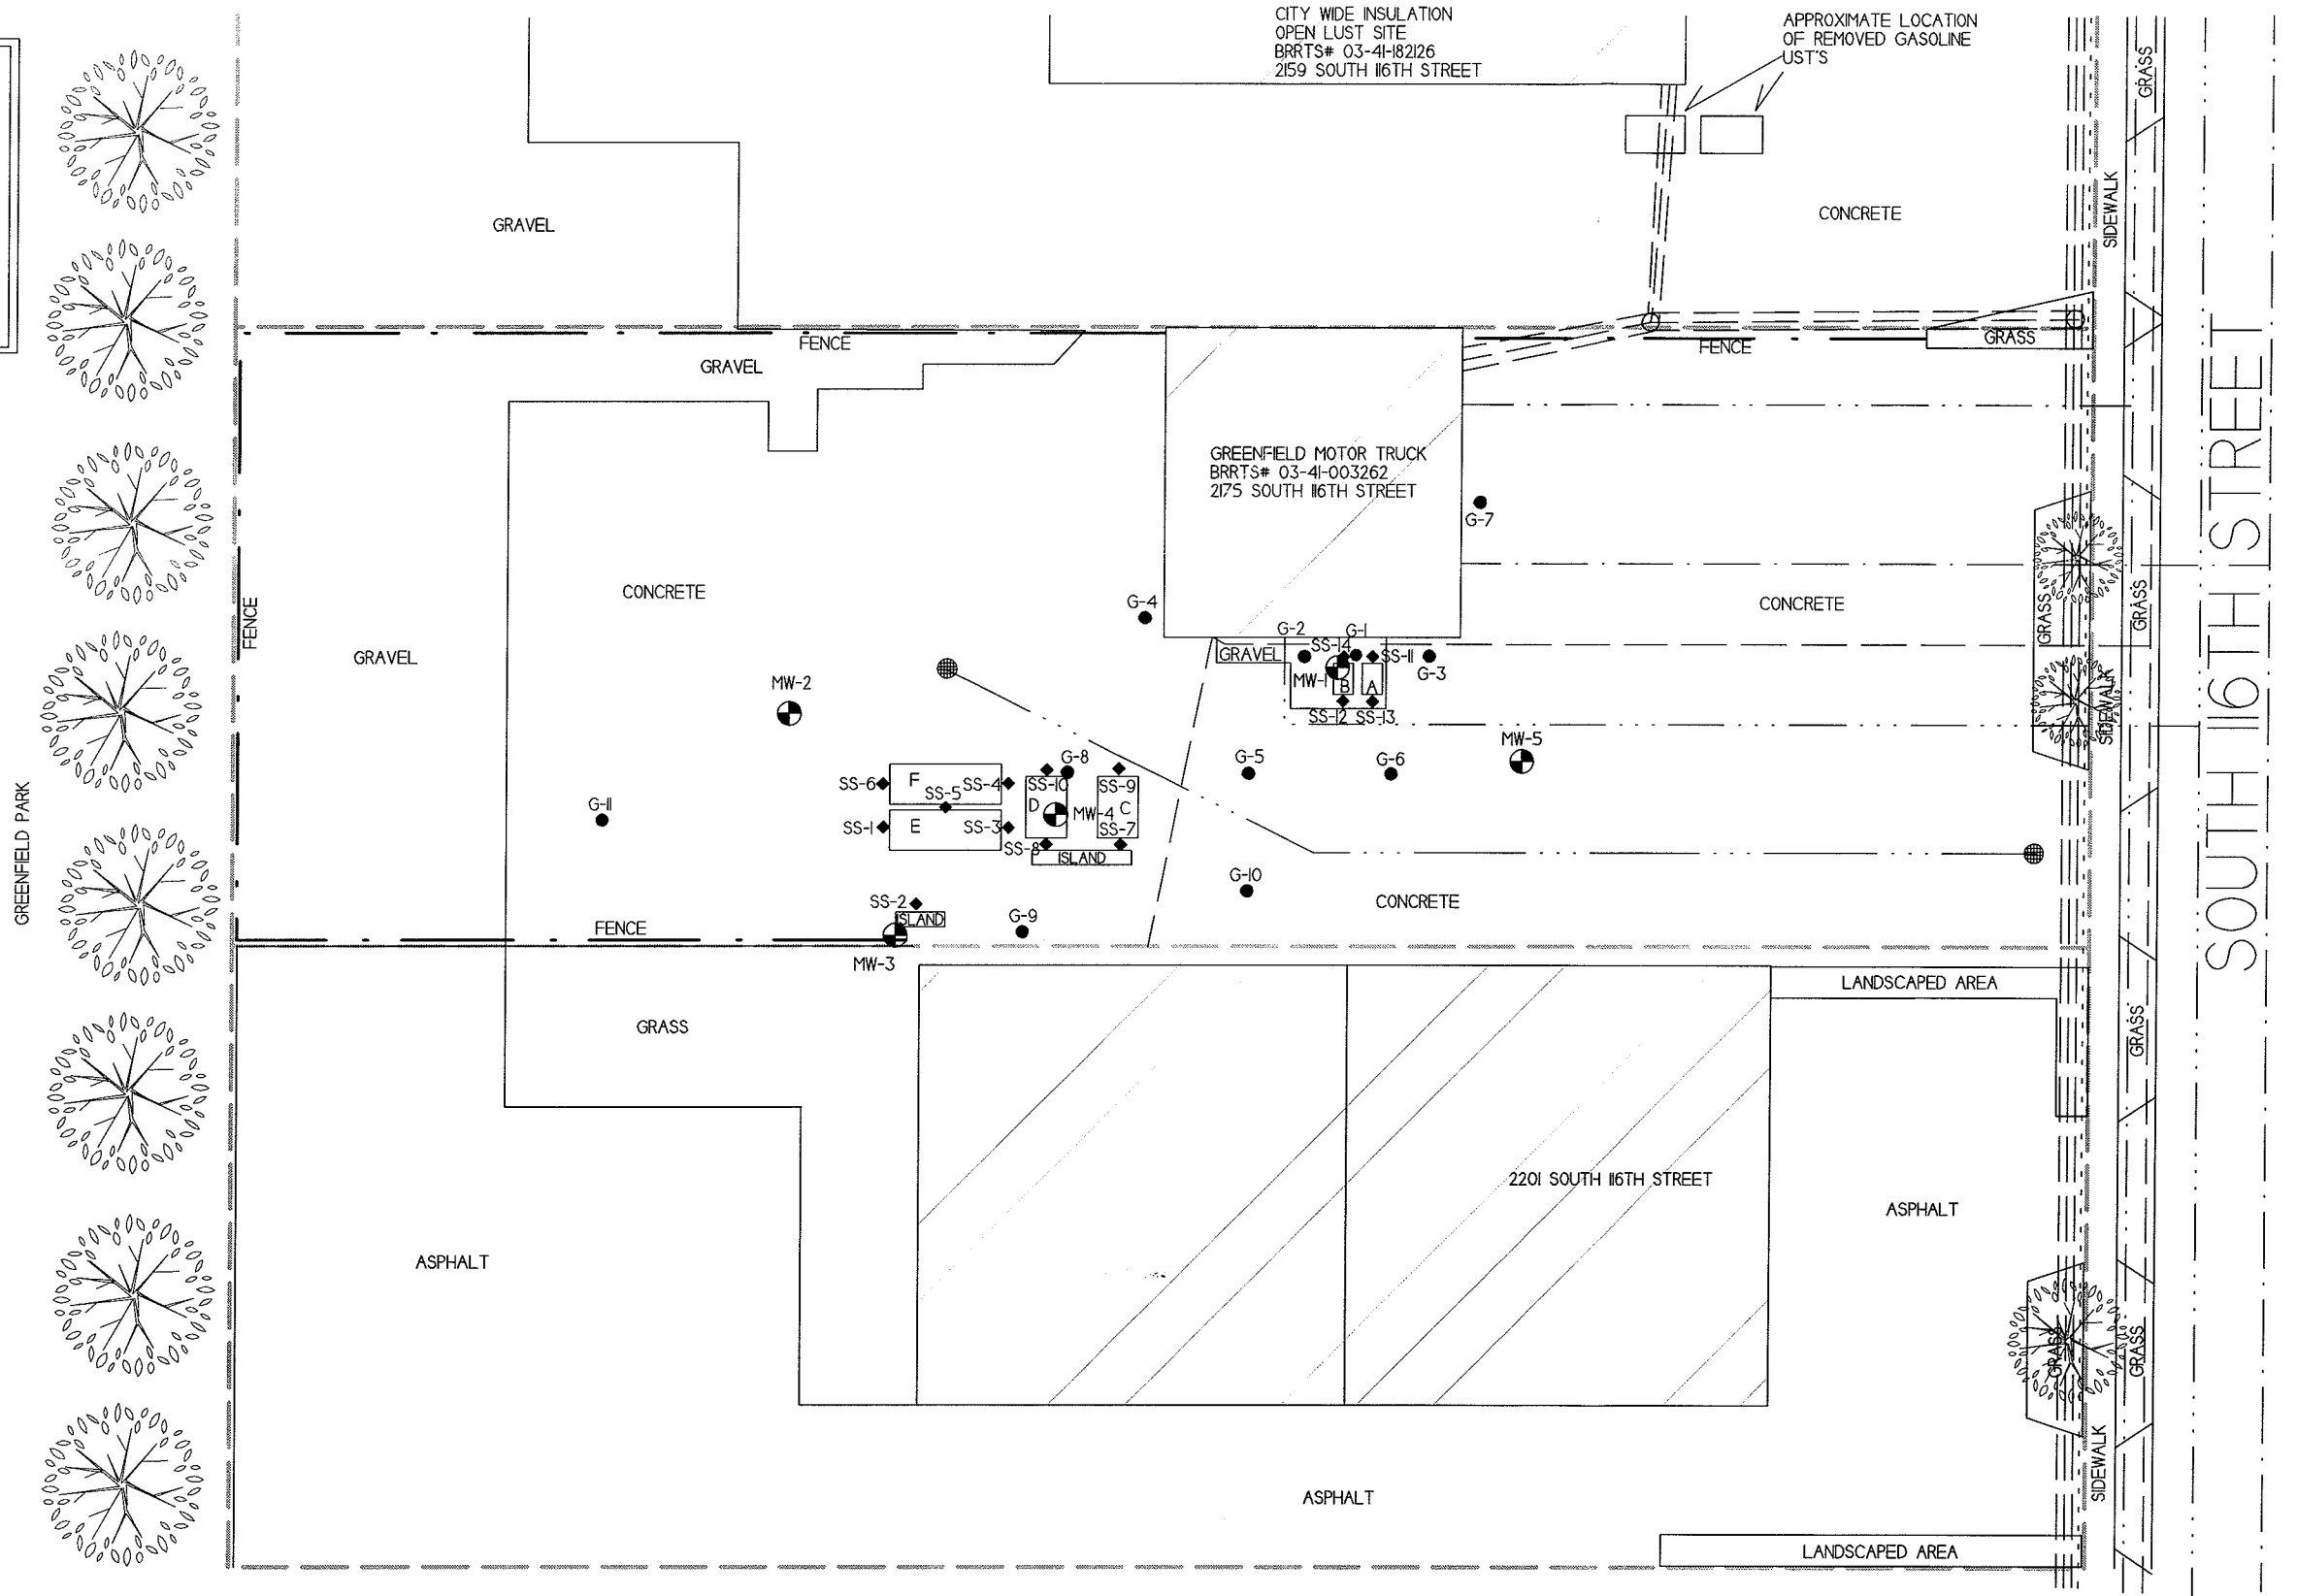 CITY WIDE INSULATION
OPEN LUST SITE
BRRTS# 03-41-182126
2159 SOUTH 116TH STREET
APPROXIMATE LOCATION
OF REMOVED GASOLINE
UST'S
GRASS
SIDEWALK
GRAVEL
CONCRETE
FENCE
GRAVEL
FENCE
GRASS
GREENFIELD MOTOR TRUCK
BRRTS# 03-41-003262
2175 SOUTH 116TH STREET
G-7
SOUTH 116TH STREET
FENCE
CONCRETE
G-4
CONCRETE
GRASS
GRASS
GRAVEL
G-2
G-1
SS-14
GRAVEL
SS-11
G-3
MW-1
B
A
SS-12
SS-13
SIDEWALK
MW-2
MW-5
GREENFIELD PARK
G-8
G-5
G-6
SS-6
F
SS-4
SS-10
SS-9
SS-5
G-11
D
MW-4
C
SS-1
E
SS-3
SS-7
SS-8
ISLAND
G-10
SS-2
ISLAND
G-9
CONCRETE
FENCE
MW-3
LANDSCAPED AREA
GRASS
GRASS
2201 SOUTH 116TH STREET
ASPHALT
ASPHALT
GRASS
GRASS
SIDEWALK
ASPHALT
LANDSCAPED AREA